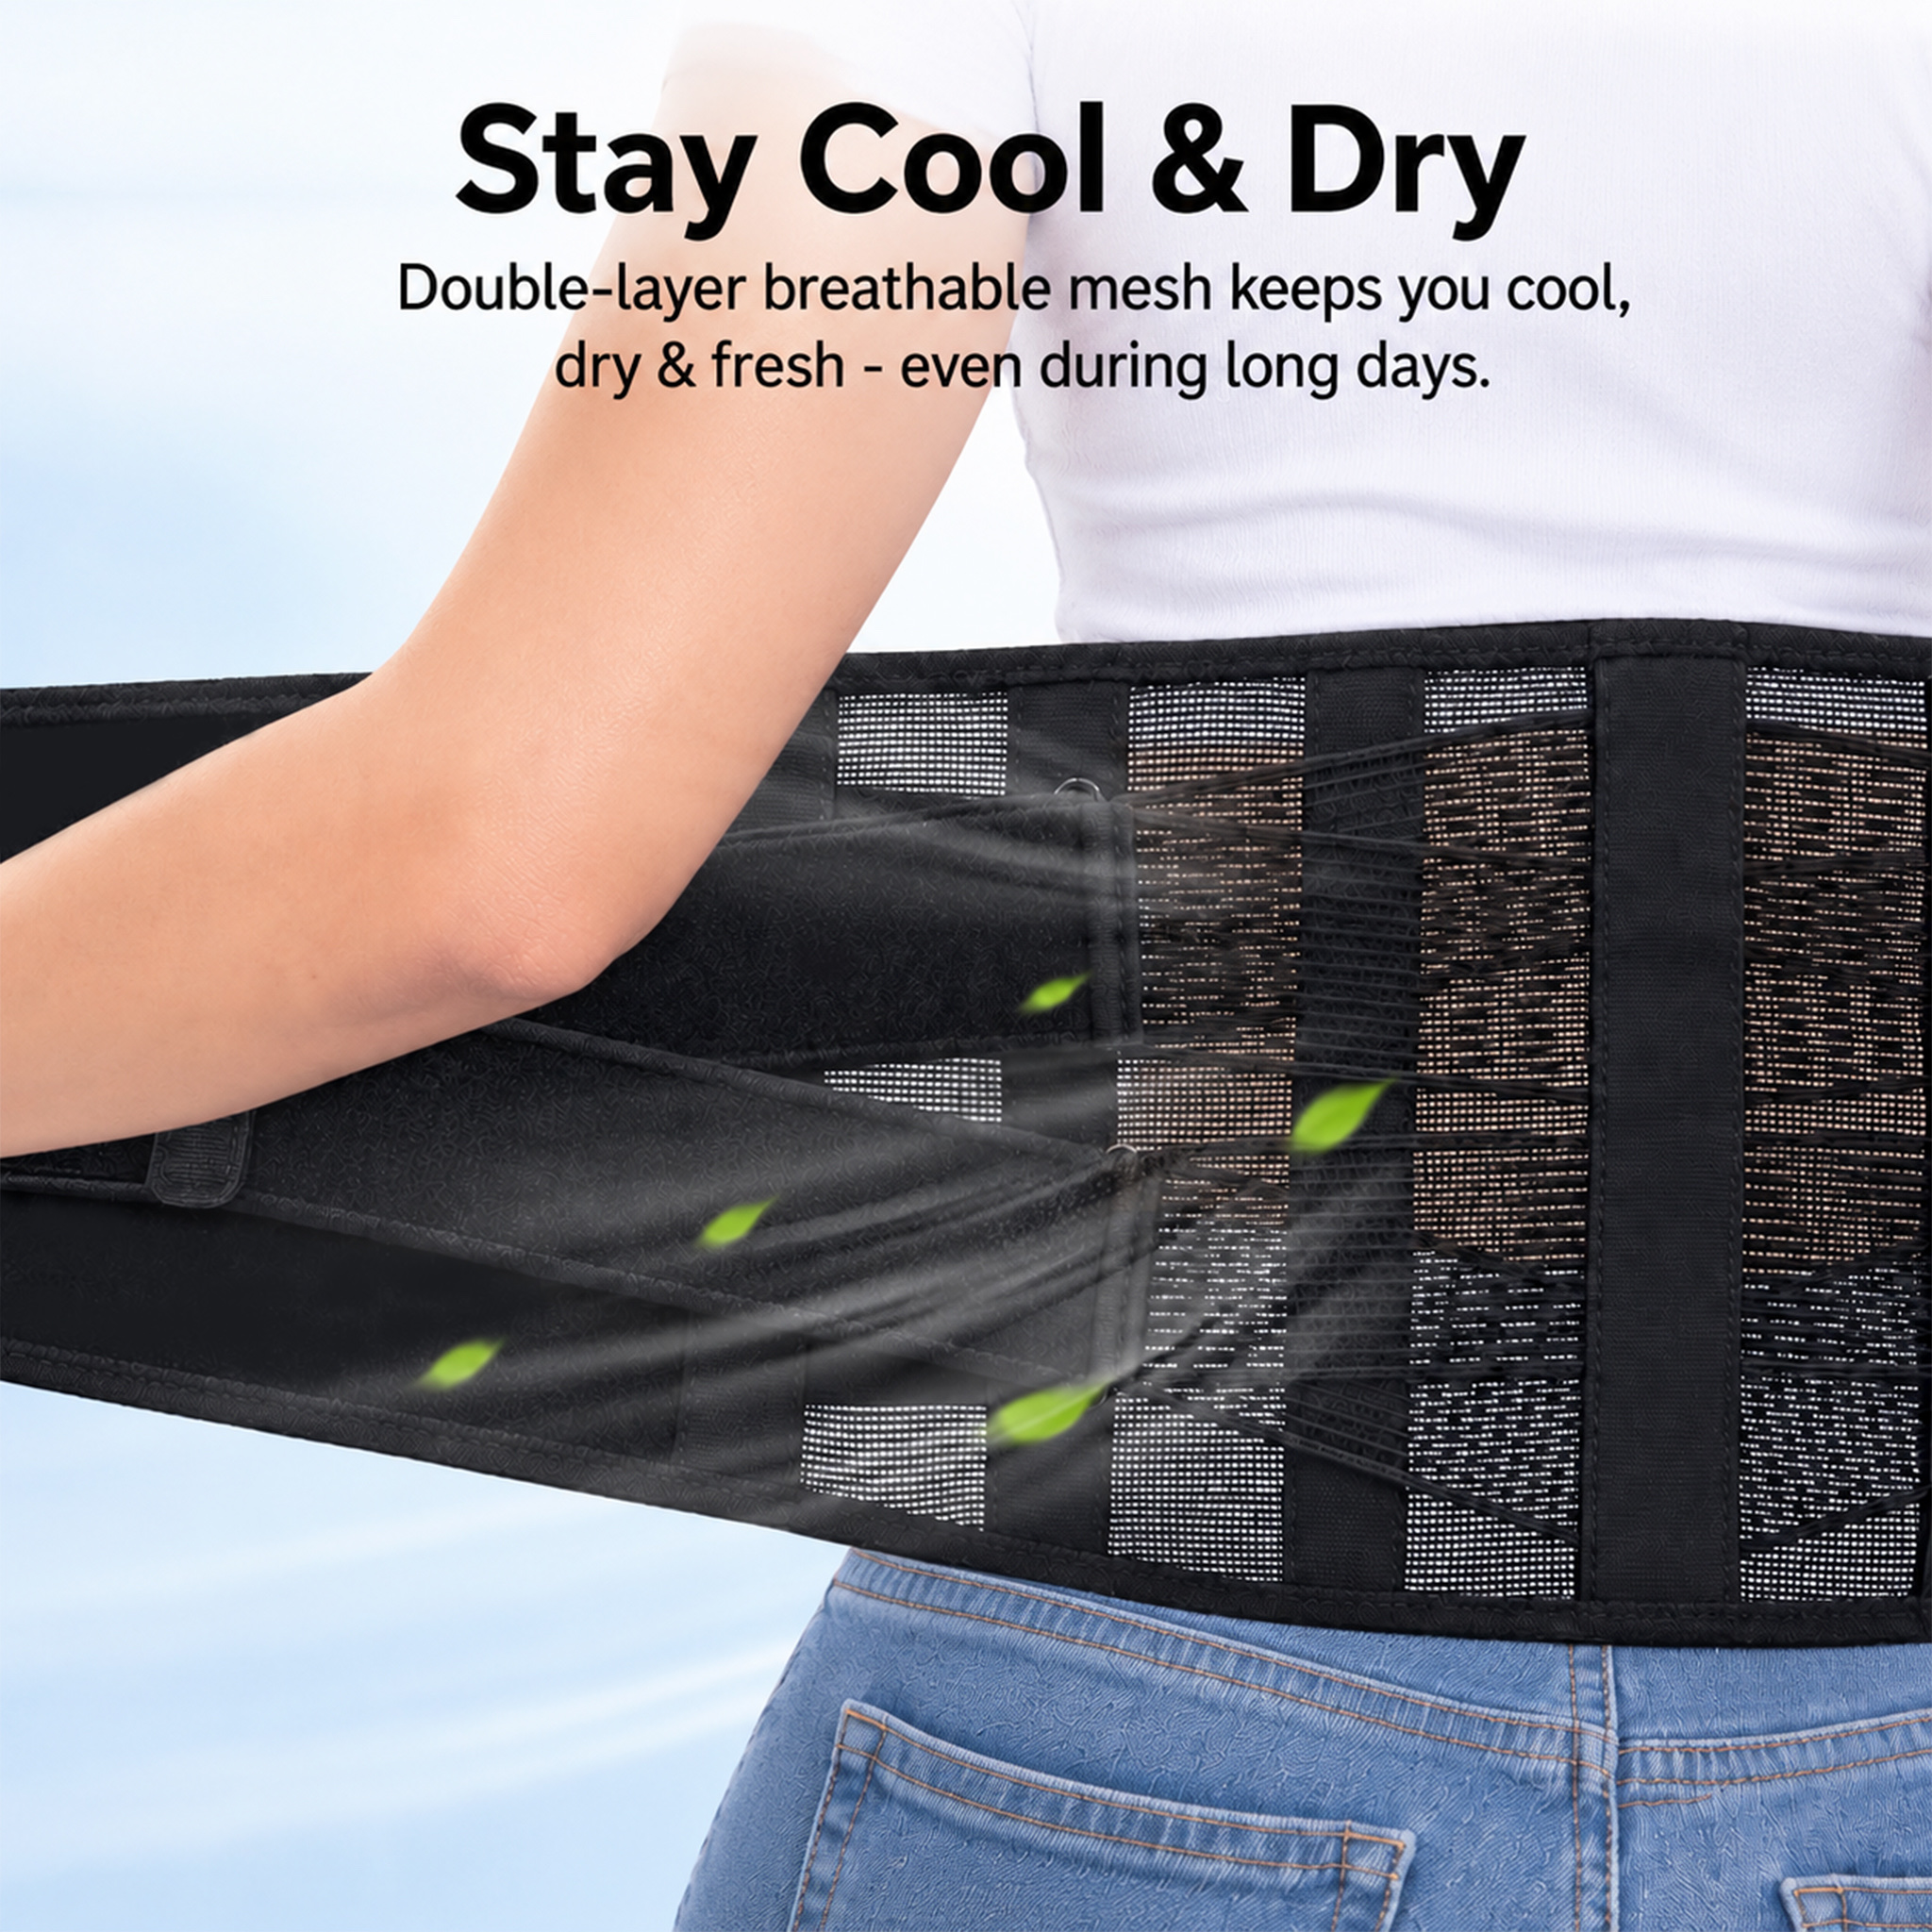 Stay Cool & Dry
Double-layer breathable mesh keeps you cool,
dry & fresh - even during long days.